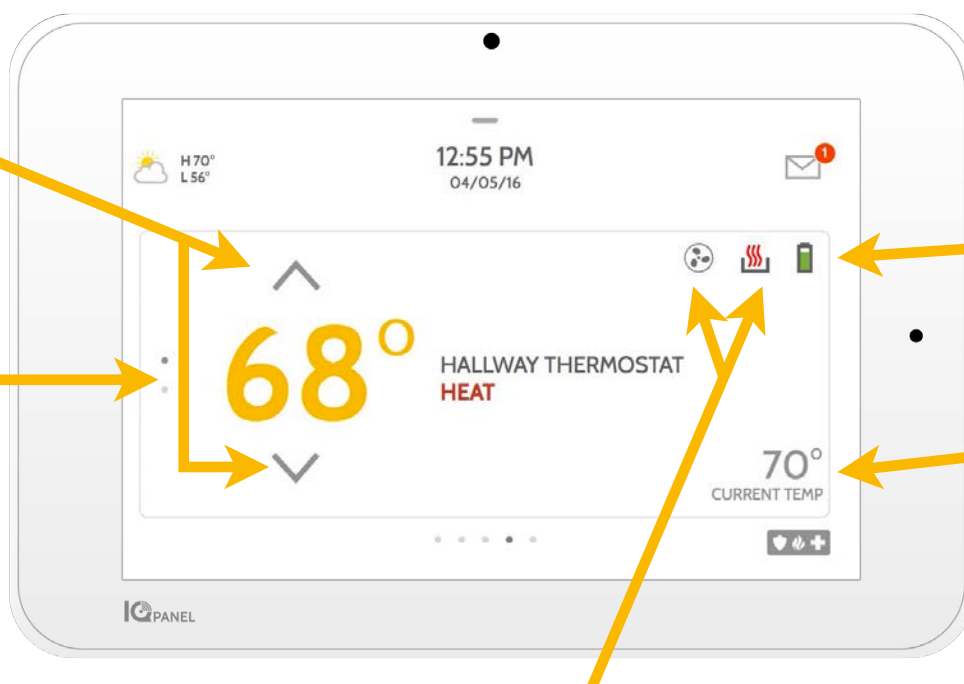 H 70°
L 56°
12:55 PM
04/05/16
1
68°
HALLWAY THERMOSTAT
HEAT
70°
CURRENT TEMP
IQ PANEL